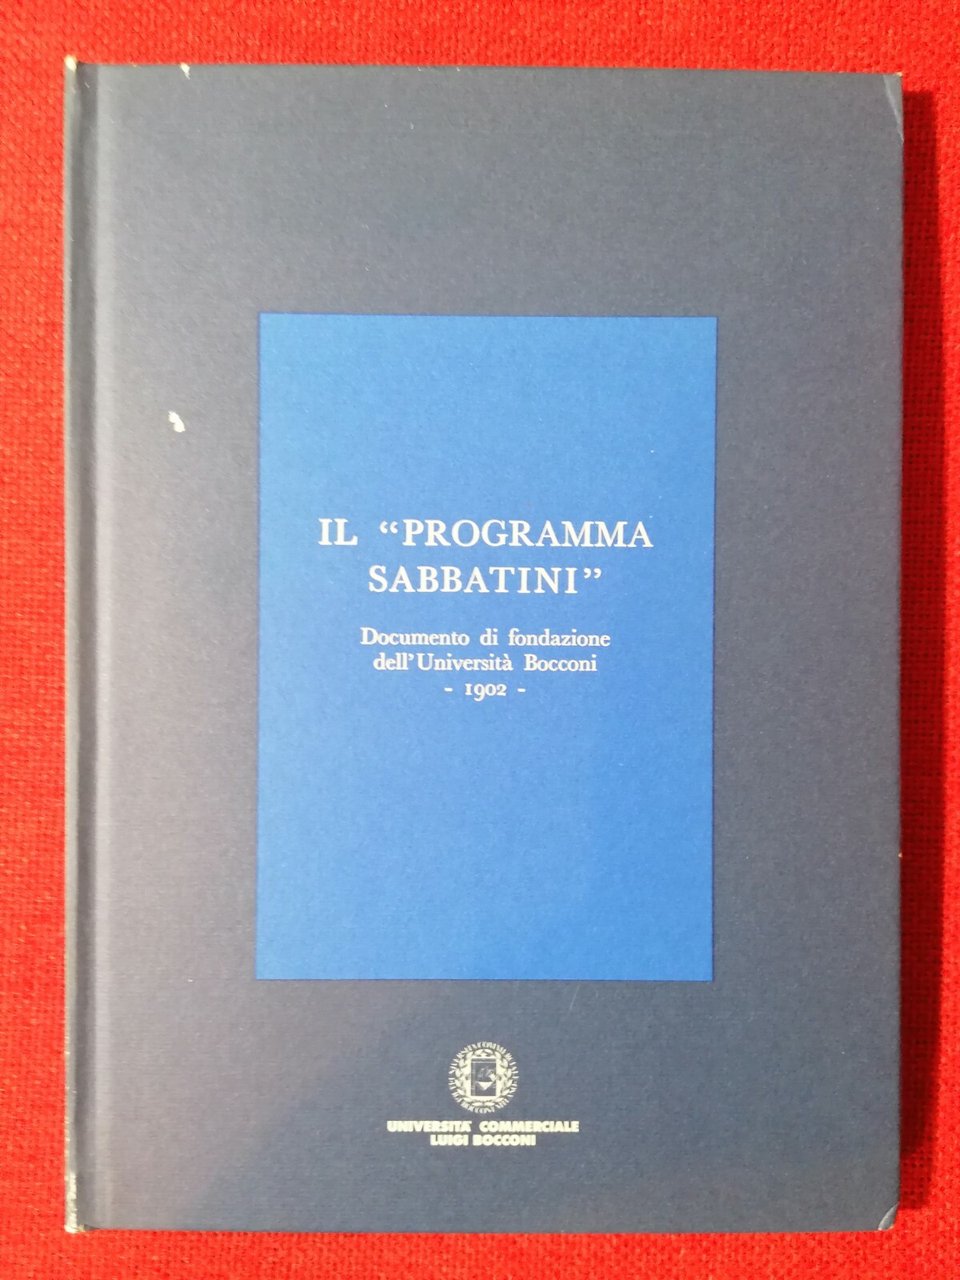 IL “PROGRAMMA
SABBATINI”
Documento di fondazione
dell'Università Bocconi
- 1902 -
UNIVERSITA' COMMERCIALE
LUIGI BOCCONI